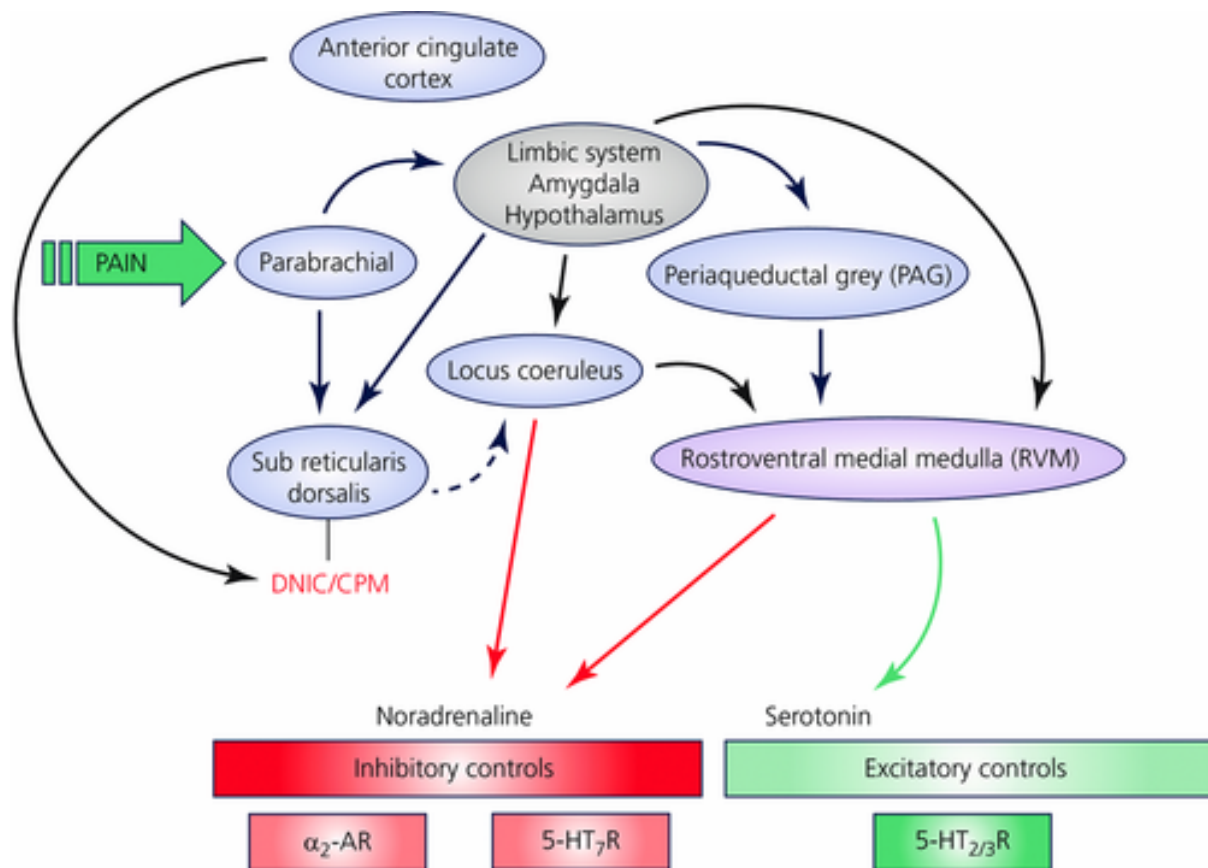 Anterior cingulate
cortex
Limbic system
Amygdala
Hypothalamus
PAIN
Parabrachial
Periaqueductal grey (PAG)
Locus coeruleus
Sub reticularis
dorsalis
Rostroventral medial medulla (RVM)
DNIC/CPM
Noradrenaline
Serotonin
Inhibitory controls
Excitatory controls
α₂-AR
5-HT₇R
5-HT₂/₃R